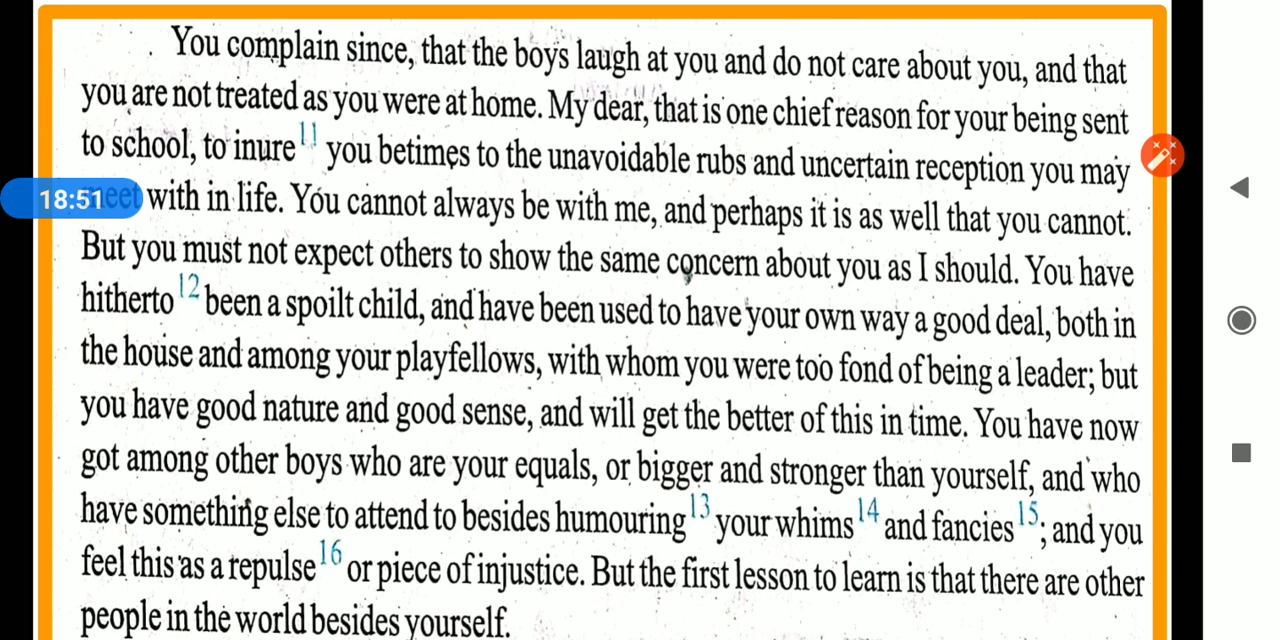 You complain since, that the boys laugh at you and do not care about you, and that
you are not treated as you were at home. My dear, that is one chief reason for your being sent
to school, to inure 11 you betimes to the unavoidable rubs and uncertain reception you may
18:51 meet with in life. You cannot always be with me, and perhaps it is as well that you cannot.
But you must not expect others to show the same concern about you as I should. You have
hitherto 12 been a spoilt child, and have been used to have your own way a good deal, both in
the house and among your playfellows, with whom you were too fond of being a leader; but
you have good nature and good sense, and will get the better of this in time. You have now
got among other boys who are your equals, or bigger and stronger than yourself, and who
have something else to attend to besides humouring 13 your whims 14 and fancies 15; and you
feel this as a repulse 16 or piece of injustice. But the first lesson to learn is that there are other
people in the world besides yourself.